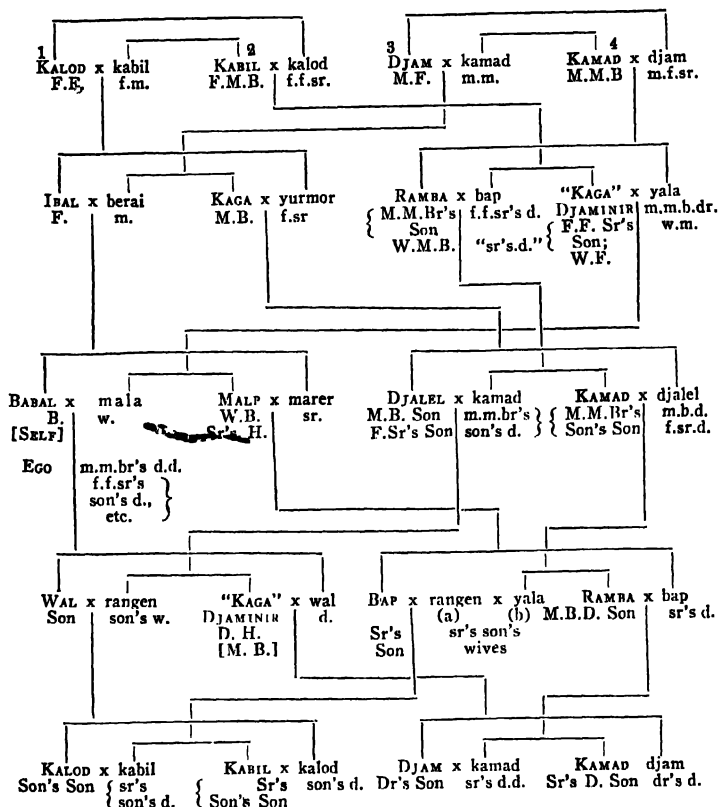 1 2 3 4
KALOD x kabil KABIL x kalod DJAM x kamad KAMAD x djam
F.F. f.m. F.M.B. f.f.sr. M.F. m.m. M.M.B m.f.sr.
IBAL x berai KAGA x yurmor RAMBA x bap "KAGA" x yala
F. m. M.B. f.sr { M.M.Br's f.f.sr's d. DJAMINIR m.m.b.dr.
Son { F.F. Sr's w.m.
W.M.B. "sr's.d." Son;
W.F.
BABAL x mala MALP x marer DJALEL x kamad KAMAD x djalel
B. w. W.B. sr. M.B. Son m.m.br's } { M.M.Br's m.b.d.
[SELF] Sr's H. F.Sr's Son son's d. } { Son's Son f.sr.d.
EGO m.m.br's d.d.
f.f.sr's }
son's d.,
etc.
WAL x rangen "KAGA" x wal BAP x rangen x yala RAMBA x bap
Son son's w. DJAMINIR d. (a) (b) M.B.D. Son sr's d.
D. H. Sr's sr's son's
[M. B.] Son wives
KALOD x kabil KABIL x kalod DJAM x kamad KAMAD djam
Son's Son { sr's { Sr's son's d. Dr's Son sr's d.d. Sr's D. Son dr's d.
son's d. Son's Son